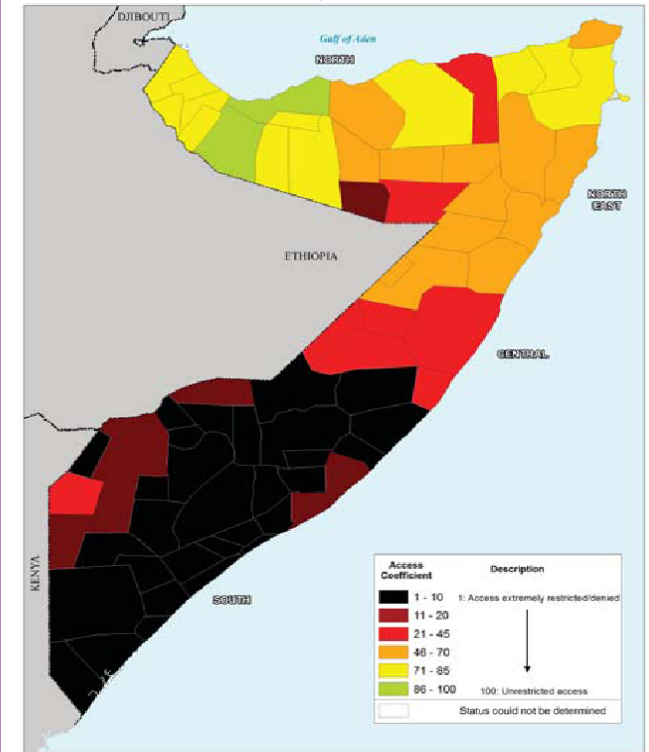 DJIBOUTI
Gulf of Aden
NORTH
NORTH
EAST
ETHIOPIA
CENTRAL
KENYA
SOUTH
Access
Coefficient
Description
1 - 10
1: Access extremely restricted/denied
11 - 20
21 - 45
46 - 70
71 - 85
86 - 100
100: Unrestricted access
Status could not be determined